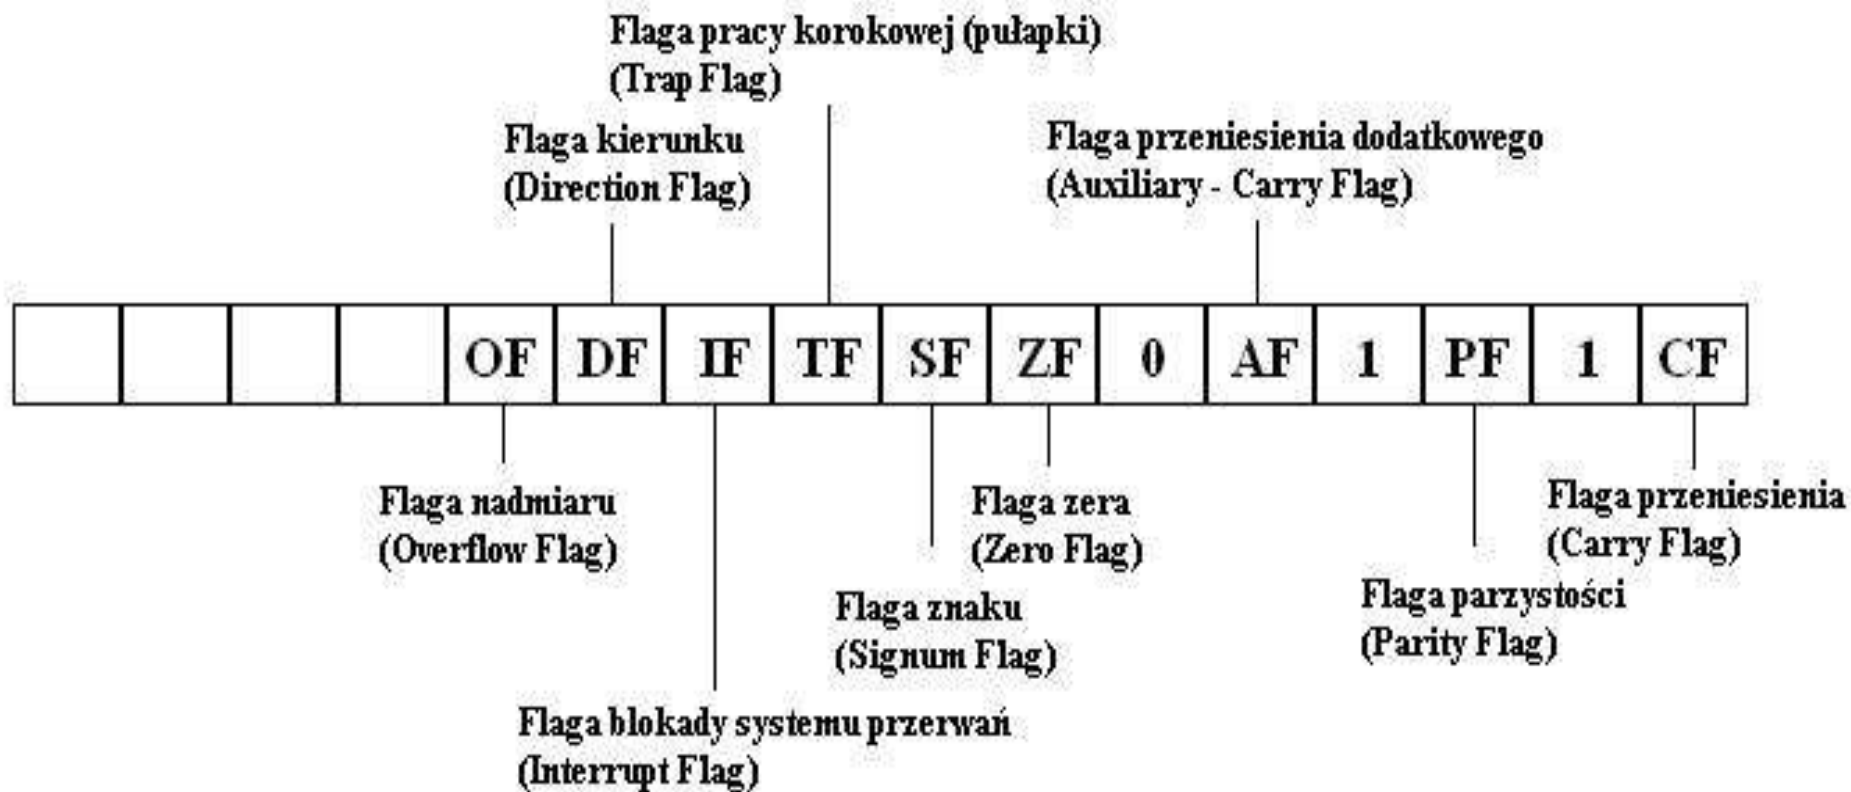 Flaga pracy korokowej (pułapki)
(Trap Flag)
Flaga kierunku
(Direction Flag)
Flaga przeniesienia dodatkowego
(Auxiliary - Carry Flag)
OF DF IF TF SF ZF 0 AF 1 PF 1 CF
Flaga nadmiaru
(Overflow Flag)
Flaga zera
(Zero Flag)
Flaga przeniesienia
(Carry Flag)
Flaga znaku
(Signum Flag)
Flaga parzystości
(Parity Flag)
Flaga blokady systemu przerwań
(Interrupt Flag)